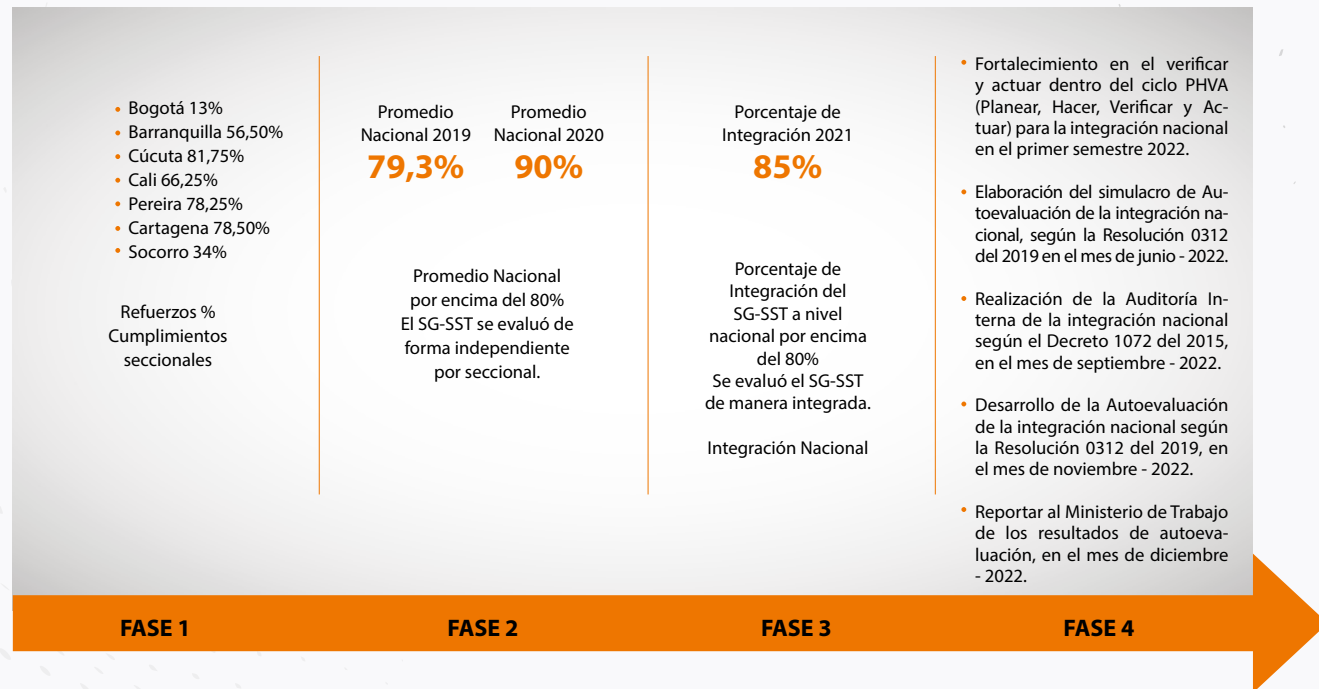 • Bogotá 13%
• Barranquilla 56,50%
• Cúcuta 81,75%
• Cali 66,25%
• Pereira 78,25%
• Cartagena 78,50%
• Socorro 34%
Refuerzos %
Cumplimientos
seccionales
Promedio
Nacional 2019
79,3%
Promedio
Nacional 2020
90%
Promedio Nacional
por encima del 80%
El SG-SST se evaluó de
forma independiente
por seccional.
Porcentaje de
Integración 2021
85%
Porcentaje de
Integración del
SG-SST a nivel
nacional por encima
del 80%
Se evaluó el SG-SST
de manera integrada.
Integración Nacional
• Fortalecimiento en el verificar
y actuar dentro del ciclo PHVA
(Planear, Hacer, Verificar y Ac-
tuar) para la integración nacional
en el primer semestre 2022.
• Elaboración del simulacro de Au-
toevaluación de la integración na-
cional, según la Resolución 0312
del 2019 en el mes de junio - 2022.
• Realización de la Auditoría In-
terna de la integración nacional
según el Decreto 1072 del 2015,
en el mes de septiembre - 2022.
• Desarrollo de la Autoevaluación
de la integración nacional según
la Resolución 0312 del 2019, en
el mes de noviembre - 2022.
• Reportar al Ministerio de Trabajo
de los resultados de autoeva-
luación, en el mes de diciembre
- 2022.
FASE 1
FASE 2
FASE 3
FASE 4